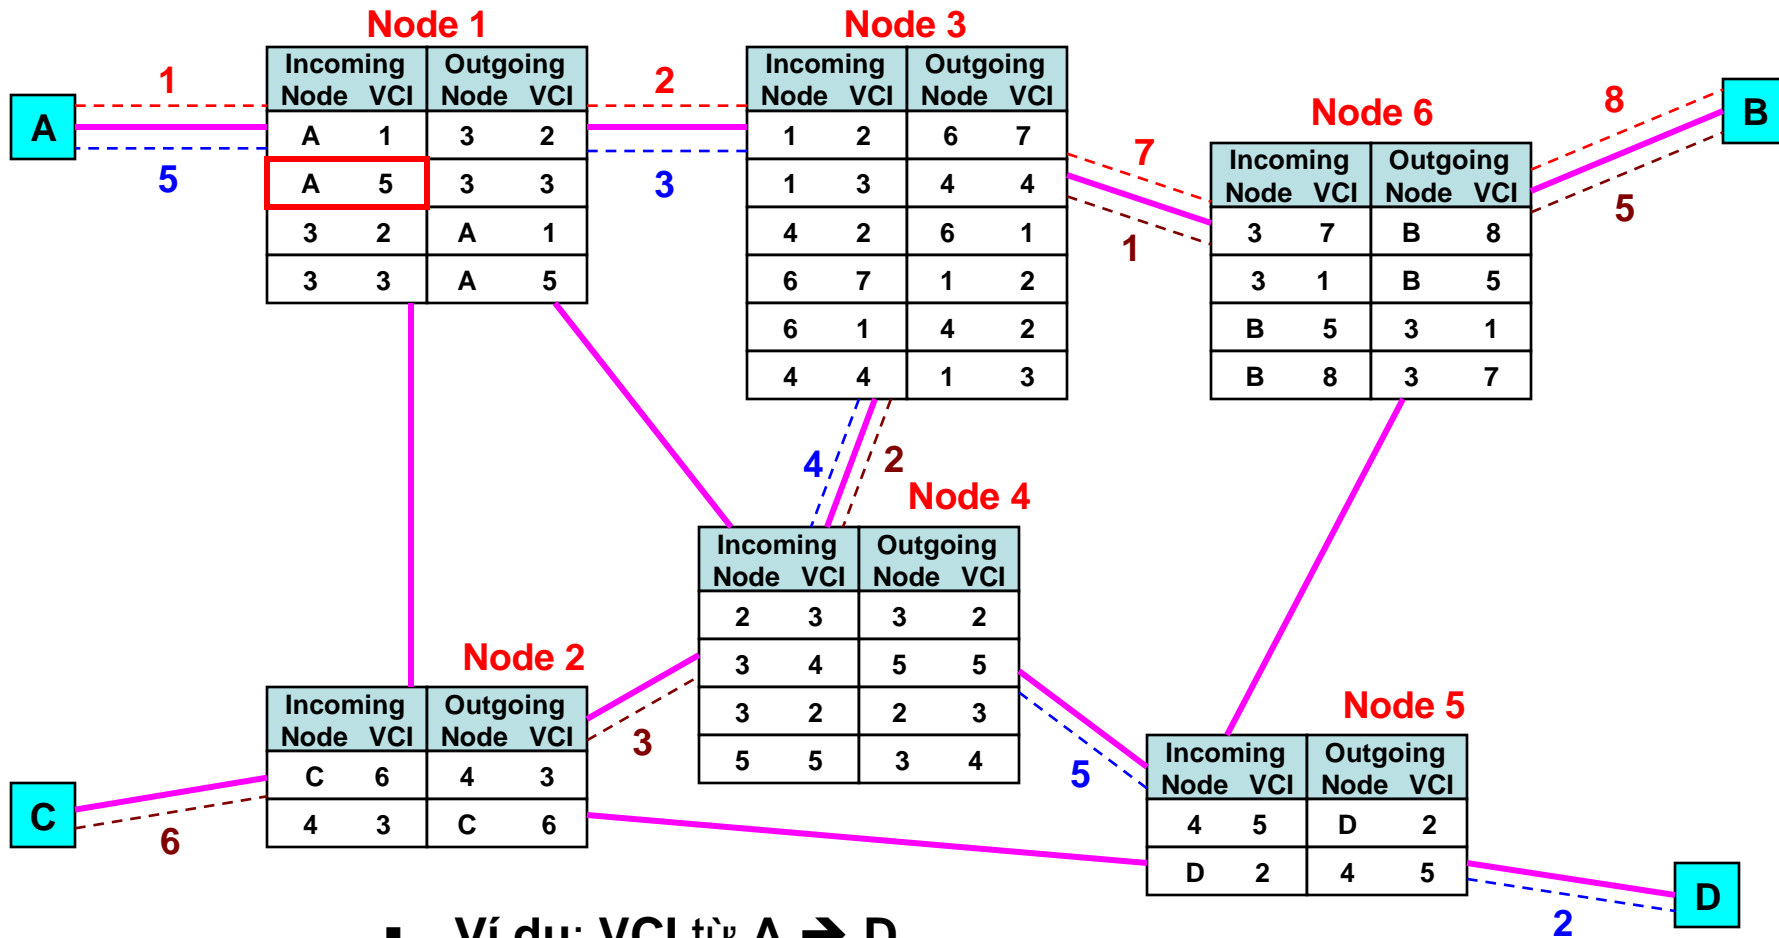 Node 1
Incoming Outgoing
Node VCI Node VCI
A 1 3 2
A 5 3 3
3 2 A 1
3 3 A 5
Node 3
Incoming Outgoing
Node VCI Node VCI
1 2 6 7
1 3 4 4
4 2 6 1
6 7 1 2
6 1 4 2
4 4 1 3
Node 6
Incoming Outgoing
Node VCI Node VCI
3 7 B 8
3 1 B 5
B 5 3 1
B 8 3 7
A
1
5
2
3
7
1
8
5
B
4
2
Node 4
Incoming Outgoing
Node VCI Node VCI
2 3 3 2
3 4 5 5
3 2 2 3
5 5 3 4
Node 2
Incoming Outgoing
Node VCI Node VCI
C 6 4 3
4 3 C 6
C
6
3
5
Node 5
Incoming Outgoing
Node VCI Node VCI
4 5 D 2
D 2 4 5
2
D
▪ Ví dụ: VCI từ A ➔ D